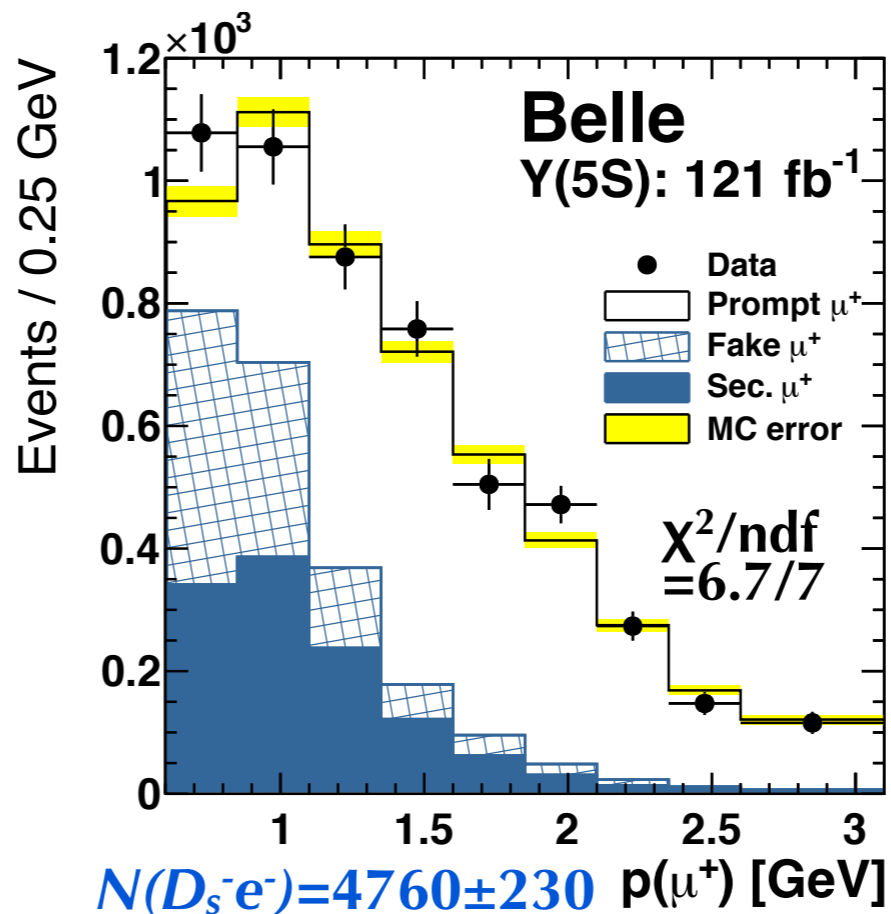 ×10³
1.2
1
0.8
0.6
0.4
0.2
0
Events / 0.25 GeV
Belle
Υ(5S): 121 fb⁻¹
Data
Prompt μ⁺
Fake μ⁺
Sec. μ⁺
MC error
χ²/ndf
=6.7/7
1 1.5 2 2.5 3
N(Dₛ⁻e⁻)=4760±230 p(μ⁺) [GeV]